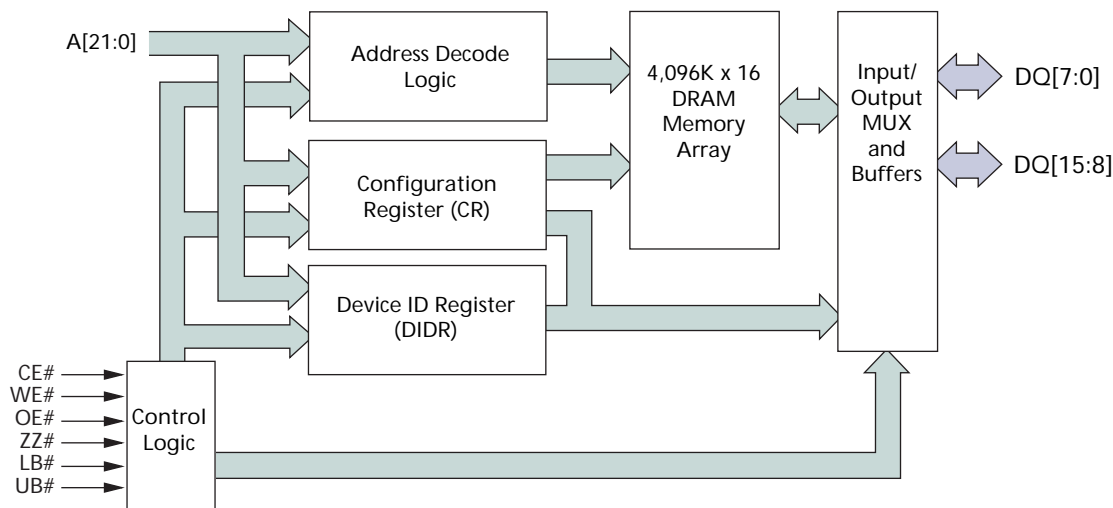 A[21:0]
Address Decode
Logic
4,096K x 16
DRAM
Memory
Array
Input/
Output
MUX
and
Buffers
DQ[7:0]
DQ[15:8]
Configuration
Register (CR)
Device ID Register
(DIDR)
CE#
WE#
OE#
ZZ#
LB#
UB#
Control
Logic